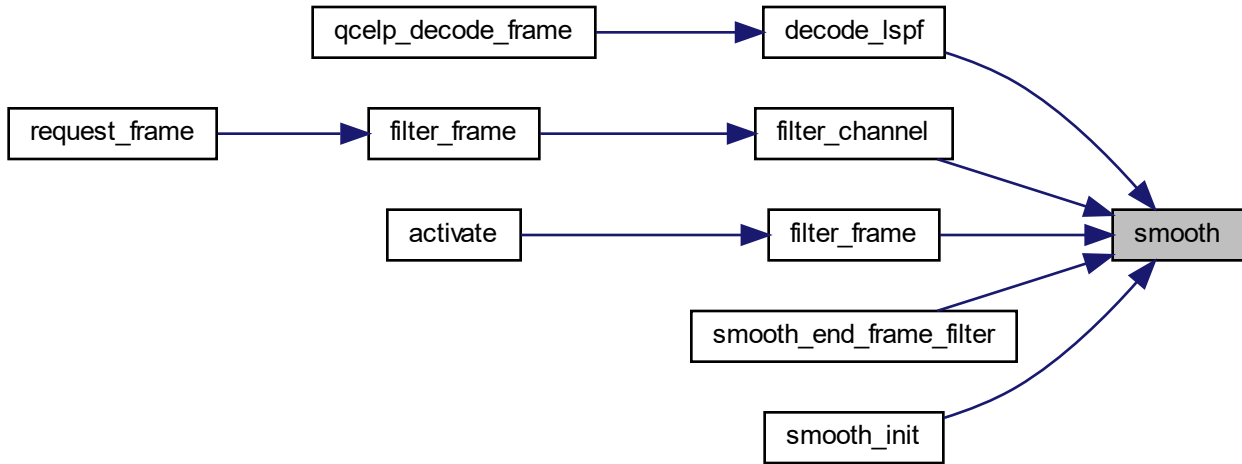 qcelp_decode_frame
decode_lspf
request_frame
filter_frame
filter_channel
activate
filter_frame
smooth
smooth_end_frame_filter
smooth_init